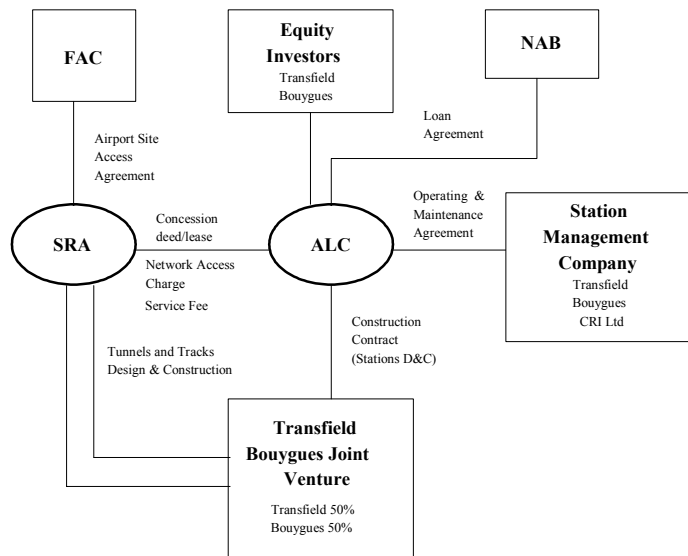 FAC
Equity
Investors
Transfield
Bouygues
NAB
Airport Site
Access
Agreement
Loan
Agreement
SRA
Concession
deed/lease
Network Access
Charge
Service Fee
ALC
Operating & 
Maintenance
Agreement
Station
Management
Company
Transfield
Bouygues
CRI Ltd
Tunnels and Tracks
Design & Construction
Construction
Contract
(Stations D&C)
Transfield
Bouygues Joint
Venture
Transfield 50%
Bouygues 50%